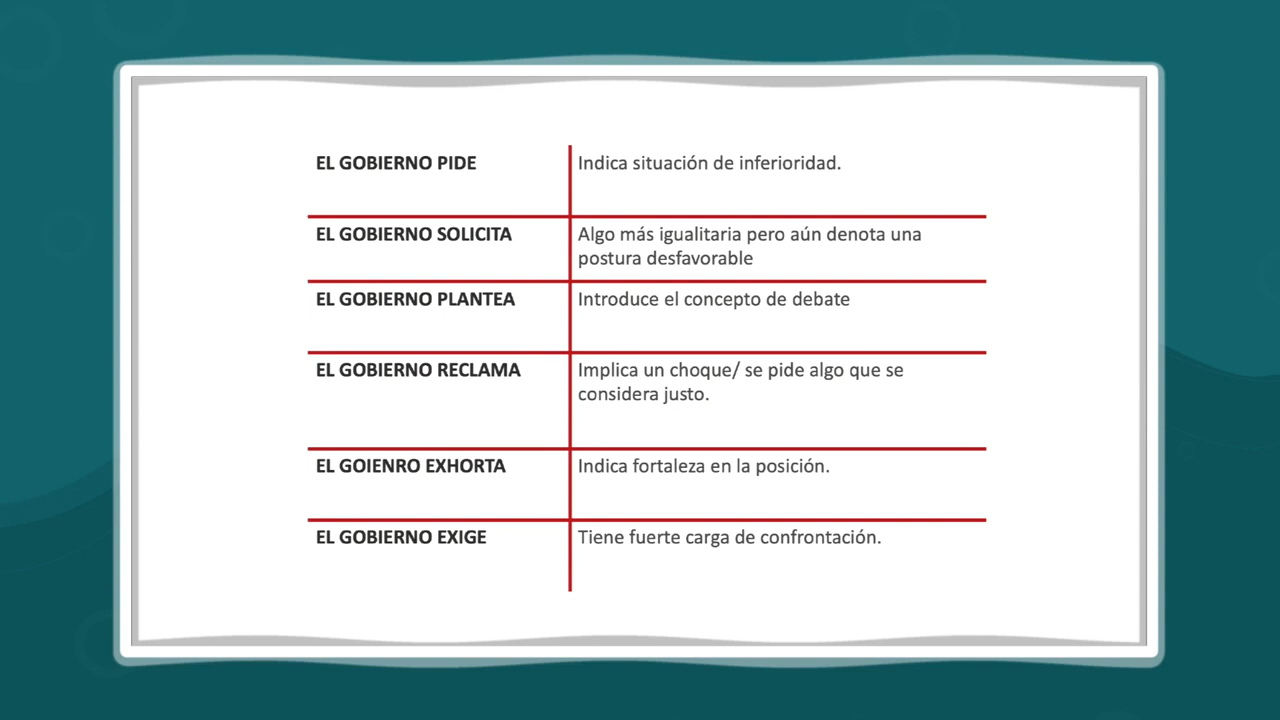 EL GOBIERNO PIDE
Indica situación de inferioridad.
EL GOBIERNO SOLICITA
Algo más igualitaria pero aún denota una
postura desfavorable
EL GOBIERNO PLANTEA
Introduce el concepto de debate
EL GOBIERNO RECLAMA
Implica un choque/ se pide algo que se
considera justo.
EL GOIENRO EXHORTA
Indica fortaleza en la posición.
EL GOBIERNO EXIGE
Tiene fuerte carga de confrontación.